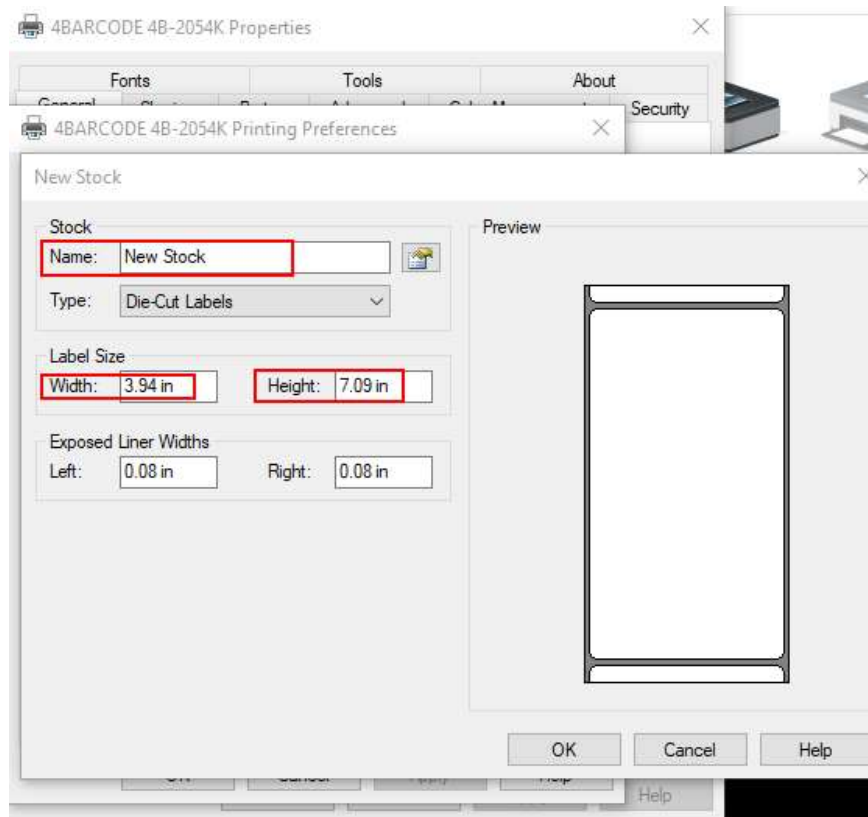 4BARCODE 4B-2054K Properties
Fonts Tools About
General Security
4BARCODE 4B-2054K Printing Preferences
New Stock
Stock
Name: New Stock
Type: Die-Cut Labels
Preview
Label Size
Width: 3.94 in Height: 7.09 in
Exposed Liner Widths
Left: 0.08 in Right: 0.08 in
OK Cancel Help
Help